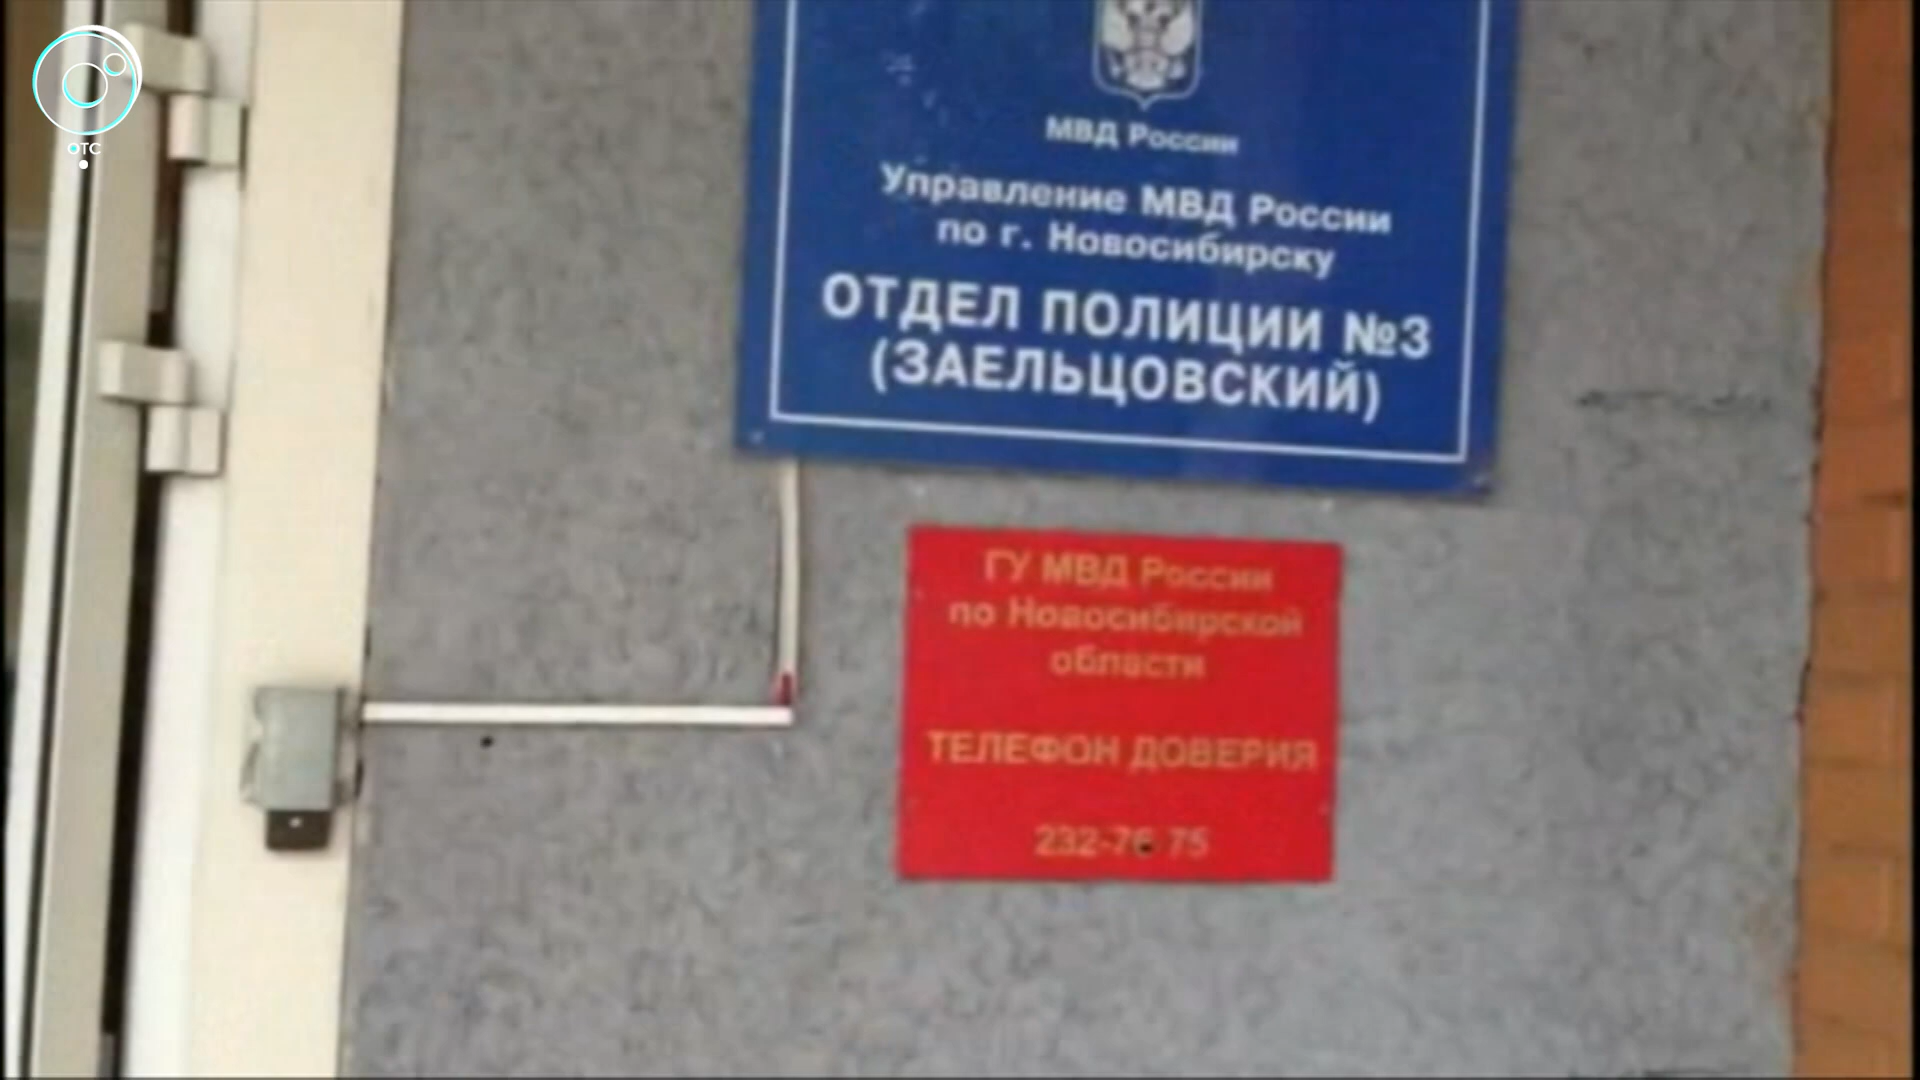 ОТС
МВД России
Управление МВД России
по г. Новосибирску
ОТДЕЛ ПОЛИЦИИ №3
(ЗАЕЛЬЦОВСКИЙ)
ГУ МВД России
по Новосибирской
области
ТЕЛЕФОН ДОВЕРИЯ
232-76 75